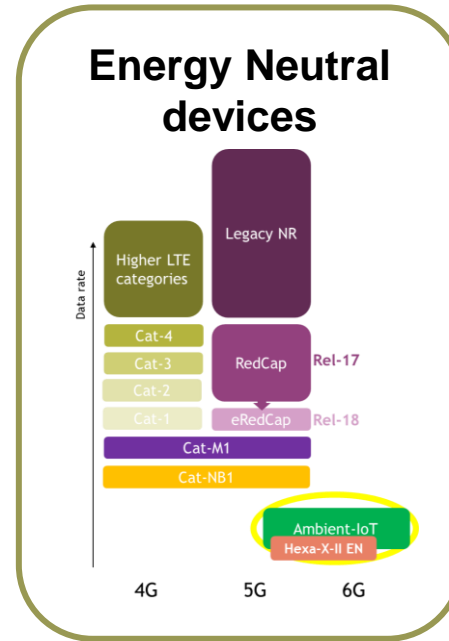 Energy Neutral
devices
Legacy NR
Higher LTE
categories
Data rate
Cat-4
Cat-3
RedCap
Rel-17
Cat-2
Cat-1
eRedCap
Rel-18
Cat-M1
Cat-NB1
Ambient-IoT
Hexa-X-II EN
4G
5G
6G